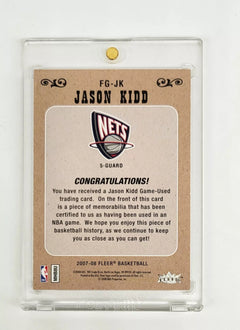 FG-JK
JASON KIDD
NETS
5-GUARD
CONGRATULATIONS!
You have received a Jason Kidd Game-Used
trading card. On the front of this card
is a piece of memorabilia that has been
certified to us as having been used in an
NBA game. We hope you enjoy this piece of
basketball history, as we continue to keep
you as close as you can get!
2007-08 FLEER® BASKETBALL